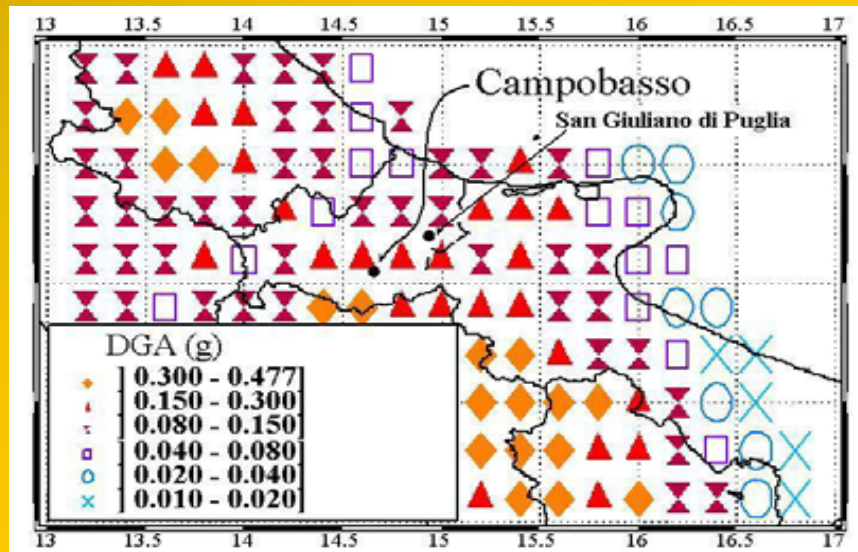 13 13.5 14 14.5 15 15.5 16 16.5 17
Campobasso
San Giuliano di Puglia
DGA (g)
] 0.300 - 0.477]
] 0.150 - 0.300]
] 0.080 - 0.150]
] 0.040 - 0.080]
] 0.020 - 0.040]
] 0.010 - 0.020]
13 13.5 14 14.5 15 15.5 16 16.5 17